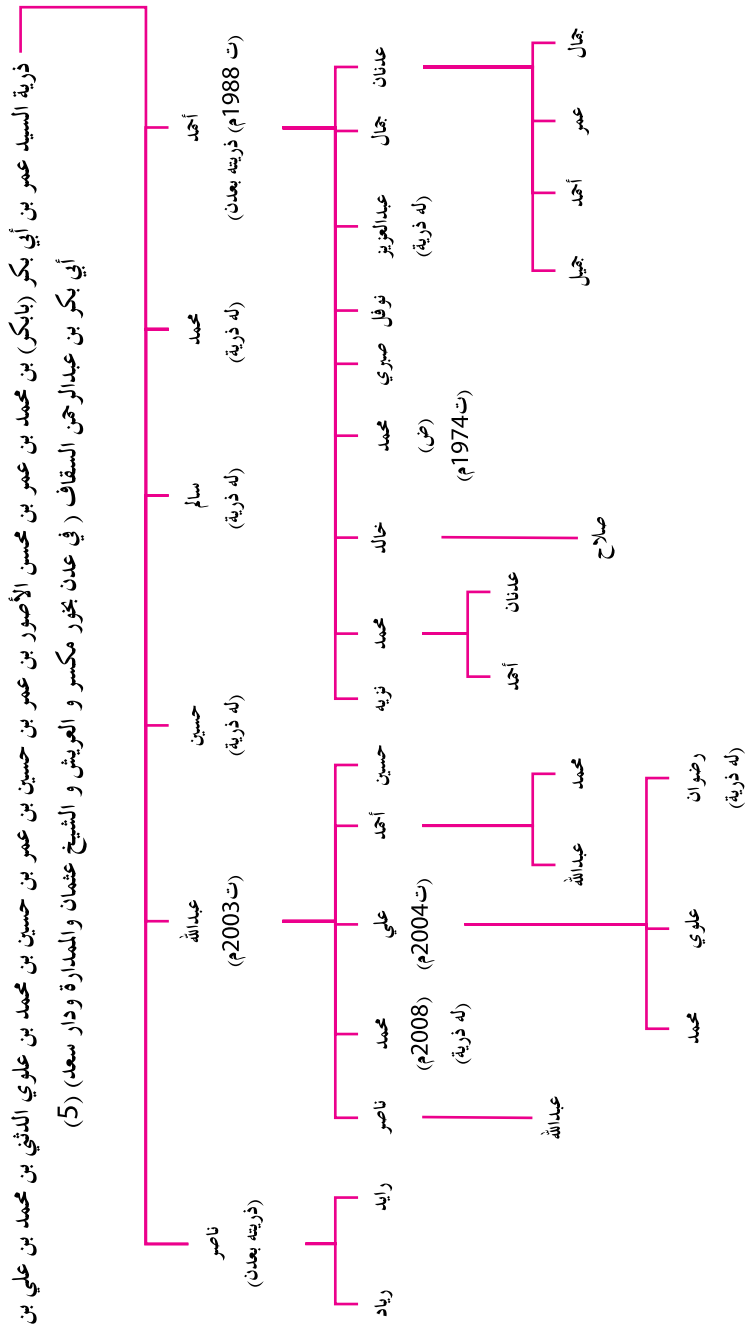 ذرية السيد عمر بن أبي بكر (بابكر) بن محمد بن عمر بن محسن الأصور بن عمر بن حسين بن عمر بن حسين بن محمد بن علوي الدثني بن محمد بن علي بن
أبي بكر بن عبدالرحمن السقاف ( في عدن بخور مكسر و العريش و الشيخ عثمان والممدارة ودار سعد) (5)
أحمد
(ت 1988م) ذريته بعدن)
محمد
(له ذرية)
سالم
(له ذرية)
حسين
(له ذرية)
عبدالله
(ت2003م)
ناصر
(ذريته بعدن)
عدنان
جمال
عبدالعزيز
(له ذرية)
نوفل
صبري
محمد
(ض)
(ت1974م)
خالد
محمد
نزيه
حسين
أحمد
علي
(ت2004م)
محمد
(2008م)
(له ذرية)
ناصر
رايد
رياد
جمال
عمر
أحمد
جميل
صلاح
عدنان
أحمد
محمد
عبدالله
رضوان
(له ذرية)
علوي
محمد
عبدالله